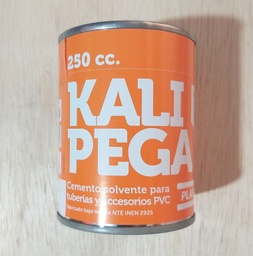 250 cc.
KALI
PEGA
Cemento solvente para
tuberías y accesorios PVC
Fabricado bajo norma NTE INEN 2925